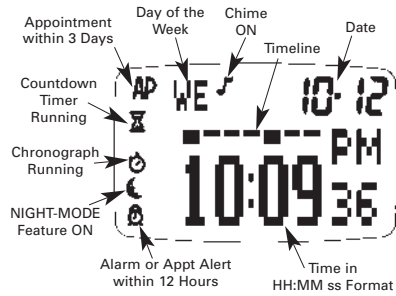 Appointment
within 3 Days
Day of the
Week
Chime
ON
Date
Timeline
AP
WE
10-12
Countdown
Timer
Running
Chronograph
Running
NIGHT-MODE
Feature ON
PM
10:09
36
Alarm or Appt Alert
within 12 Hours
Time in
HH:MM ss Format